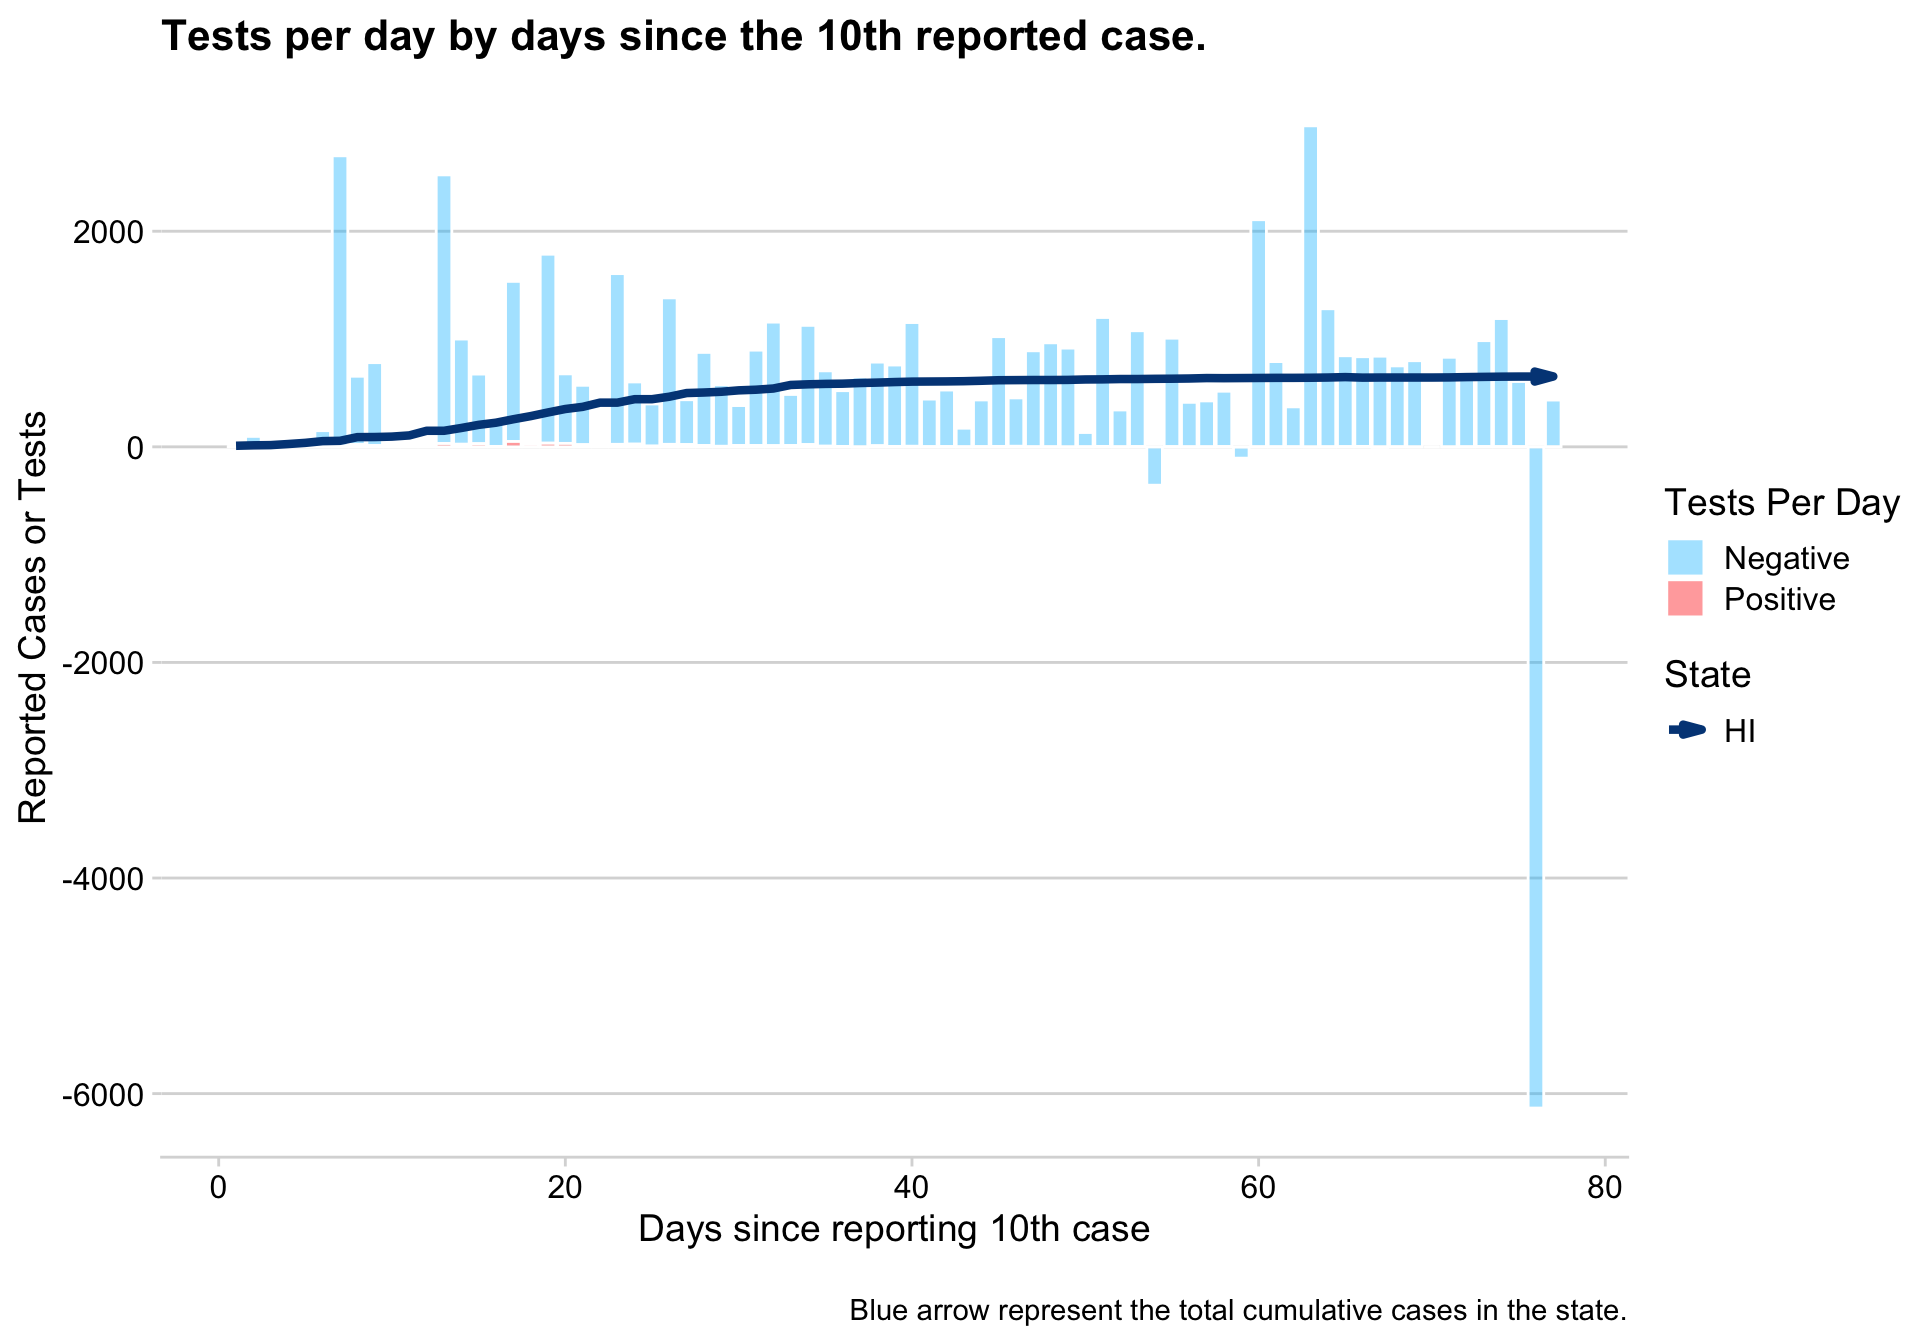 Tests per day by days since the 10th reported case.
Reported Cases or Tests
2000
0
-2000
-4000
-6000
0 20 40 60 80
Days since reporting 10th case
Tests Per Day
Negative
Positive
State
HI
Blue arrow represent the total cumulative cases in the state.